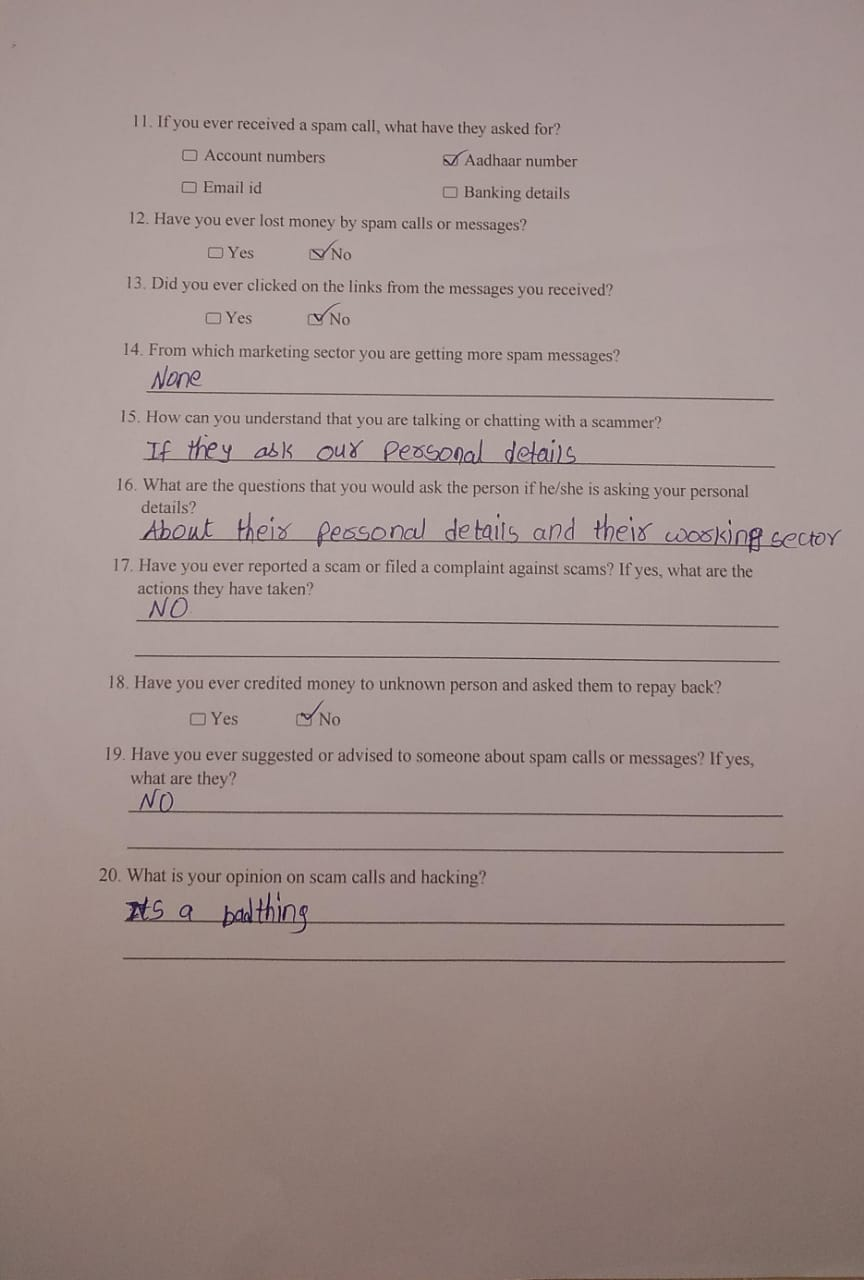 11. If you ever received a spam call, what have they asked for?
Account numbers Aadhaar number
Email id Banking details
12. Have you ever lost money by spam calls or messages?
Yes No
13. Did you ever clicked on the links from the messages you received?
Yes No
14. From which marketing sector you are getting more spam messages?
None
15. How can you understand that you are talking or chatting with a scammer?
If they ask our personal details
16. What are the questions that you would ask the person if he/she is asking your personal
details?
About their personal details and their working sector
17. Have you ever reported a scam or filed a complaint against scams? If yes, what are the
actions they have taken?
NO
18. Have you ever credited money to unknown person and asked them to repay back?
Yes No
19. Have you ever suggested or advised to someone about spam calls or messages? If yes,
what are they?
NO
20. What is your opinion on scam calls and hacking?
Its a bad thing